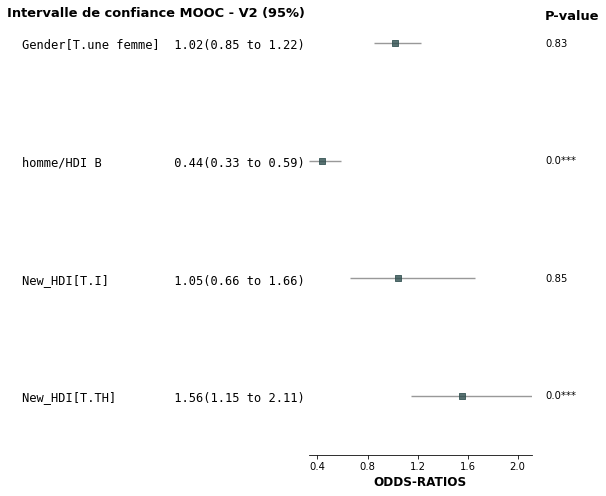 Intervalle de confiance MOOC - V2 (95%) P-value
Gender[T.une femme] 1.02(0.85 to 1.22) 0.83
homme/HDI B 0.44(0.33 to 0.59) 0.0***
New_HDI[T.I] 1.05(0.66 to 1.66) 0.85
New_HDI[T.TH] 1.56(1.15 to 2.11) 0.0***
0.4 0.8 1.2 1.6 2.0
ODDS-RATIOS